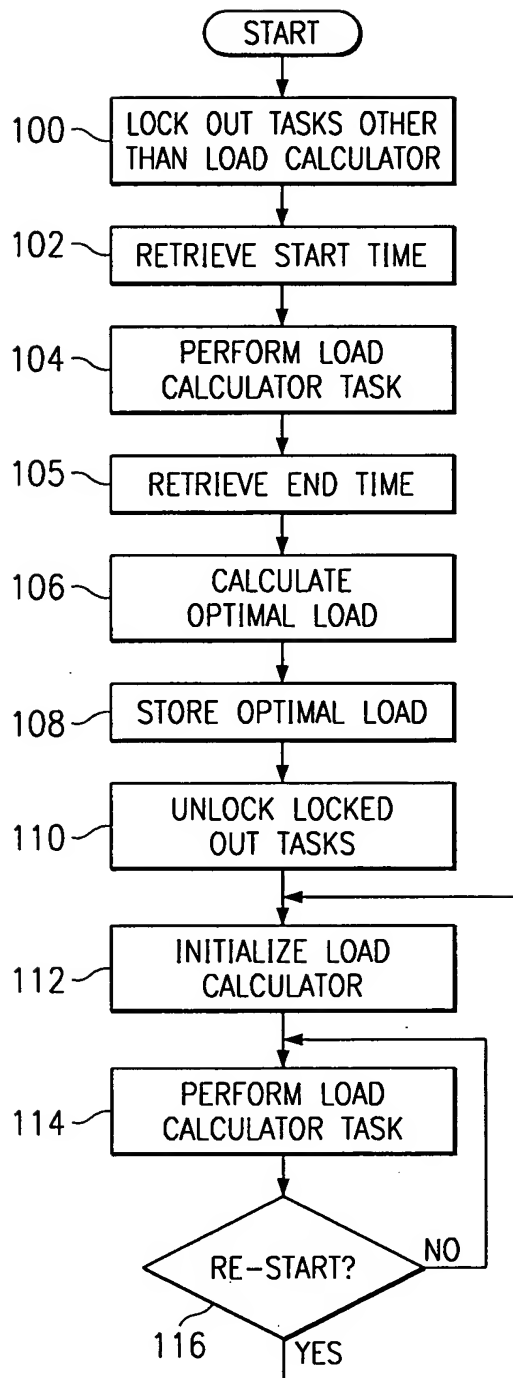 START
100
LOCK OUT TASKS OTHER
THAN LOAD CALCULATOR
102
RETRIEVE START TIME
104
PERFORM LOAD
CALCULATOR TASK
105
RETRIEVE END TIME
106
CALCULATE
OPTIMAL LOAD
108
STORE OPTIMAL LOAD
110
UNLOCK LOCKED
OUT TASKS
112
INITIALIZE LOAD
CALCULATOR
114
PERFORM LOAD
CALCULATOR TASK
RE-START?
NO
116
YES